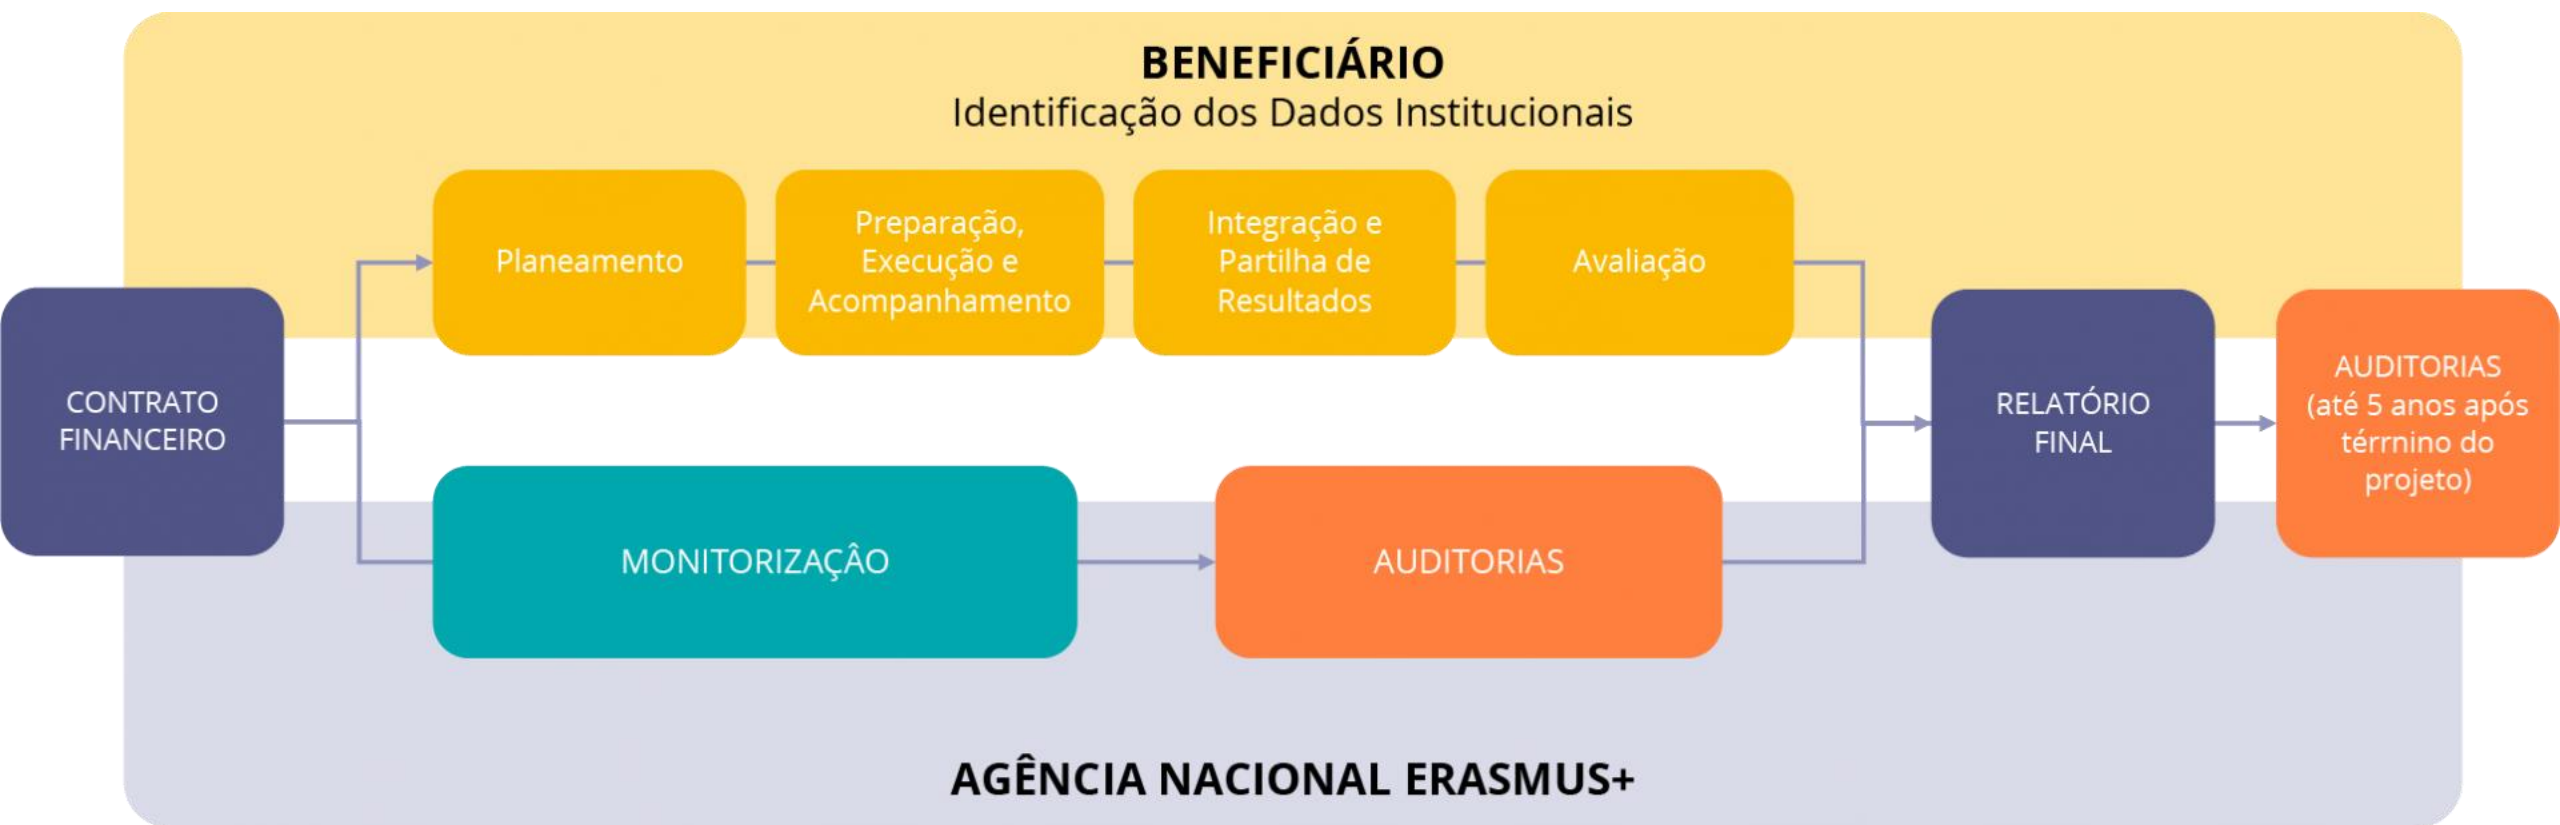 BENEFICIÁRIO
Identificação dos Dados Institucionais
Planeamento
Preparação,
Execução e
Acompanhamento
Integração e
Partilha de
Resultados
Avaliação
CONTRATO
FINANCEIRO
RELATÓRIO
FINAL
AUDITORIAS
(até 5 anos após
térrnino do
projeto)
MONITORIZAÇÂO
AUDITORIAS
AGÊNCIA NACIONAL ERASMUS+